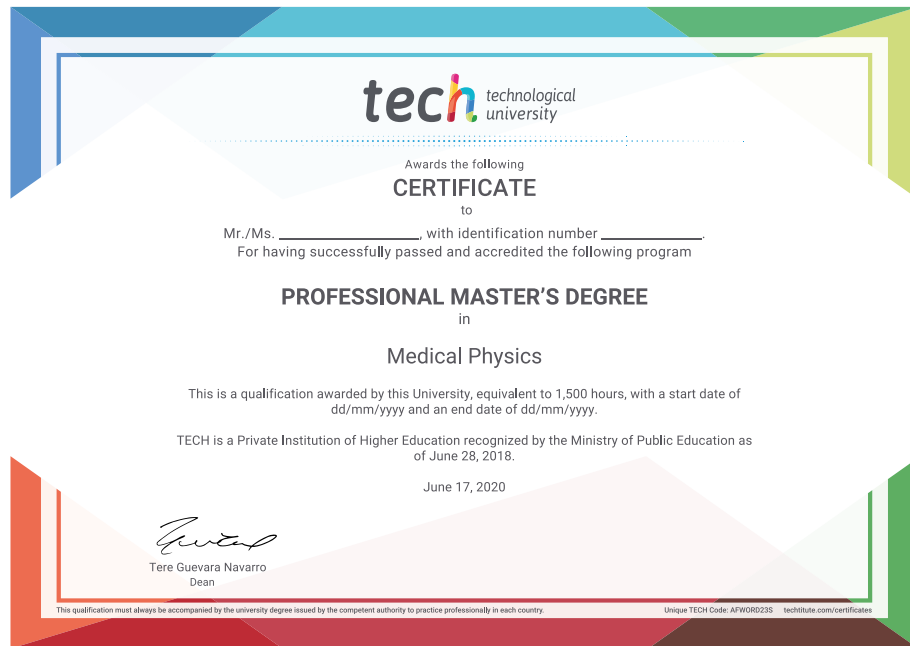 tech technological
university
Awards the following
CERTIFICATE
to
Mr./Ms. ____________________, with identification number ______________.
For having successfully passed and accredited the following program
PROFESSIONAL MASTER'S DEGREE
in
Medical Physics
This is a qualification awarded by this University, equivalent to 1,500 hours, with a start date of
dd/mm/yyyy and an end date of dd/mm/yyyy.
TECH is a Private Institution of Higher Education recognized by the Ministry of Public Education as
of June 28, 2018.
June 17, 2020
Tere Guevara Navarro
Dean
This qualification must always be accompanied by the university degree issued by the competent authority to practice professionally in each country. Unique TECH Code: AFWORD23S techtitute.com/certificates